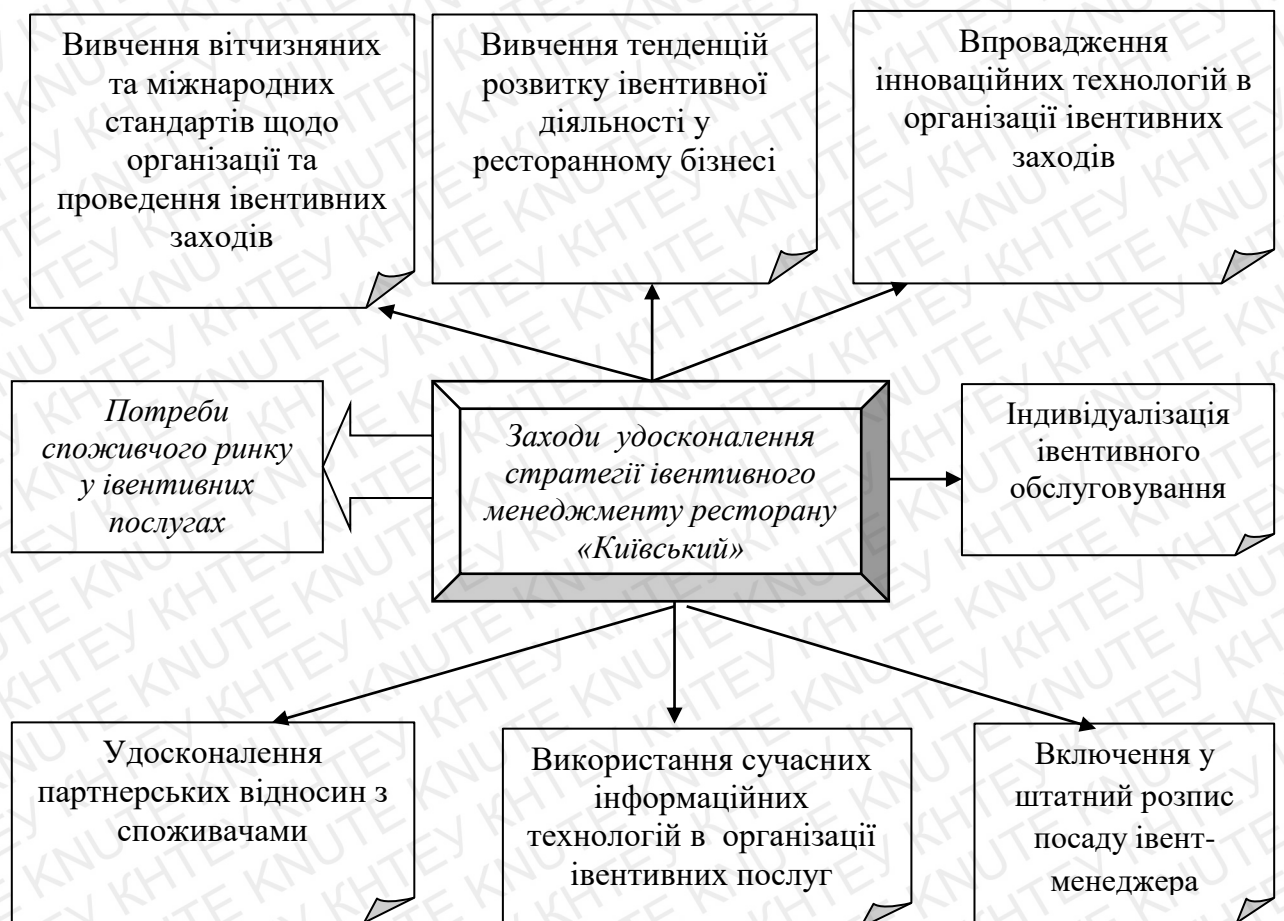 Вивчення вітчизняних
та міжнародних
стандартів щодо
організації та
проведення івентивних
заходів
Вивчення тенденцій
розвитку івентивної
діяльності у
ресторанному бізнесі
Впровадження
інноваційних технологій в
організації івентивних
заходів
Потреби
споживчого ринку
у івентивних
послугах
Заходи удосконалення
стратегії івентивного
менеджменту ресторану
«Київський»
Індивідуалізація
івентивного
обслуговування
Удосконалення
партнерських відносин з
споживачами
Використання сучасних
інформаційних
технологій в організації
івентивних послуг
Включення у
штатний розпис
посаду івент-
менеджера